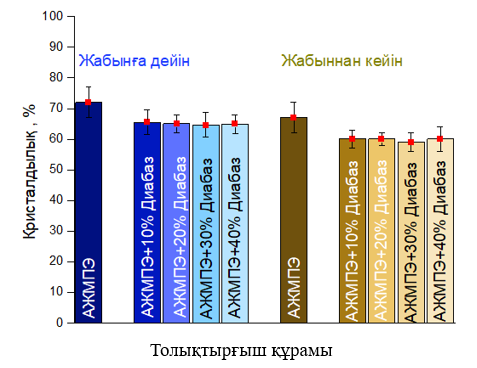 100
90
80
70
60
50
40
30
20
10
0
Кристалдылық , %
Жабынға дейін
Жабыннан кейін
АЖМПЭ
АЖМПЭ+10% Диабаз
АЖМПЭ+20% Диабаз
АЖМПЭ+30% Диабаз
АЖМПЭ+40% Диабаз
АЖМПЭ
АЖМПЭ+10% Диабаз
АЖМПЭ+20% Диабаз
АЖМПЭ+30% Диабаз
АЖМПЭ+40% Диабаз
Толықтырғыш құрамы